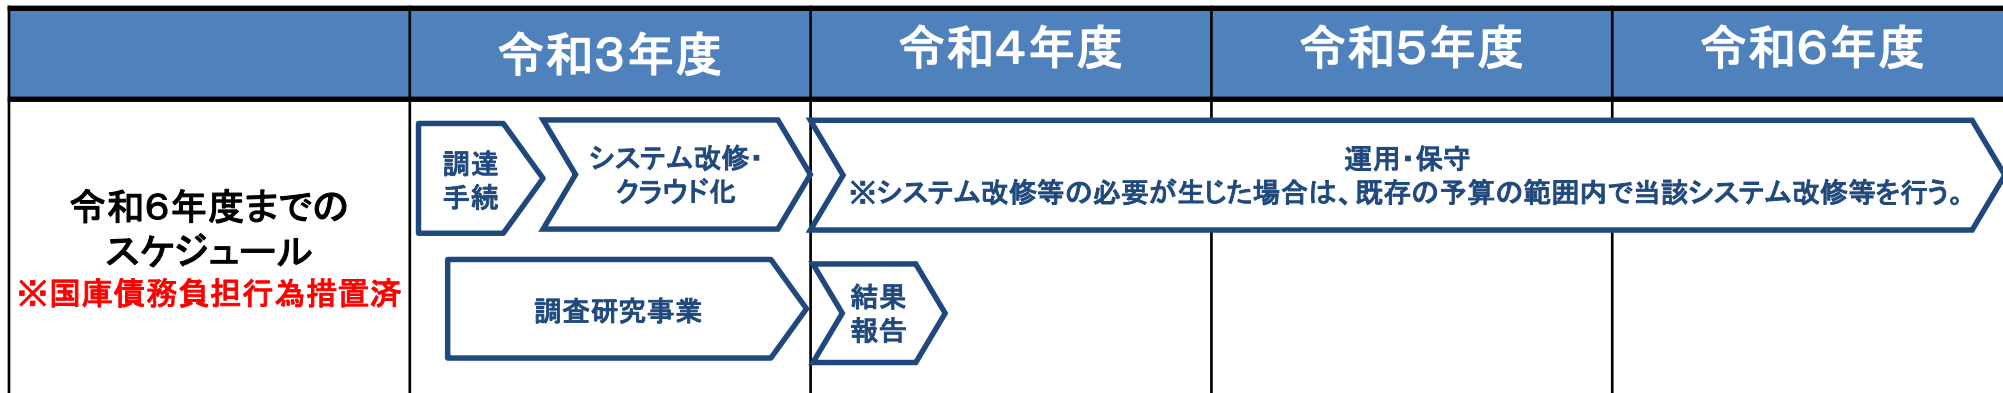 令和3年度
令和4年度
令和5年度
令和6年度
令和6年度までの
スケジュール
※国庫債務負担行為措置済
調達
手続
システム改修・
クラウド化
運用・保守
※システム改修等の必要が生じた場合は、既存の予算の範囲内で当該システム改修等を行う。
調査研究事業
結果
報告